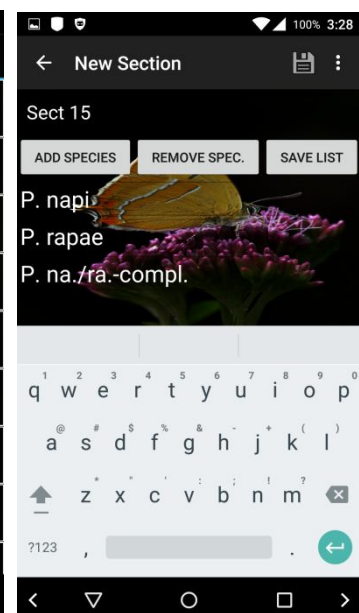 100% 3:28
New Section
Sect 15
ADD SPECIES REMOVE SPEC. SAVE LIST
P. napi
P. rapae
P. na./ra.-compl.
1 2 3 4 5 6 7 8 9 0
q w e r t y u i o p
@ # $ % & - + ( )
a s d f g h j k l
* " ' : ; ! ?
z x c v b n m
?123 , .